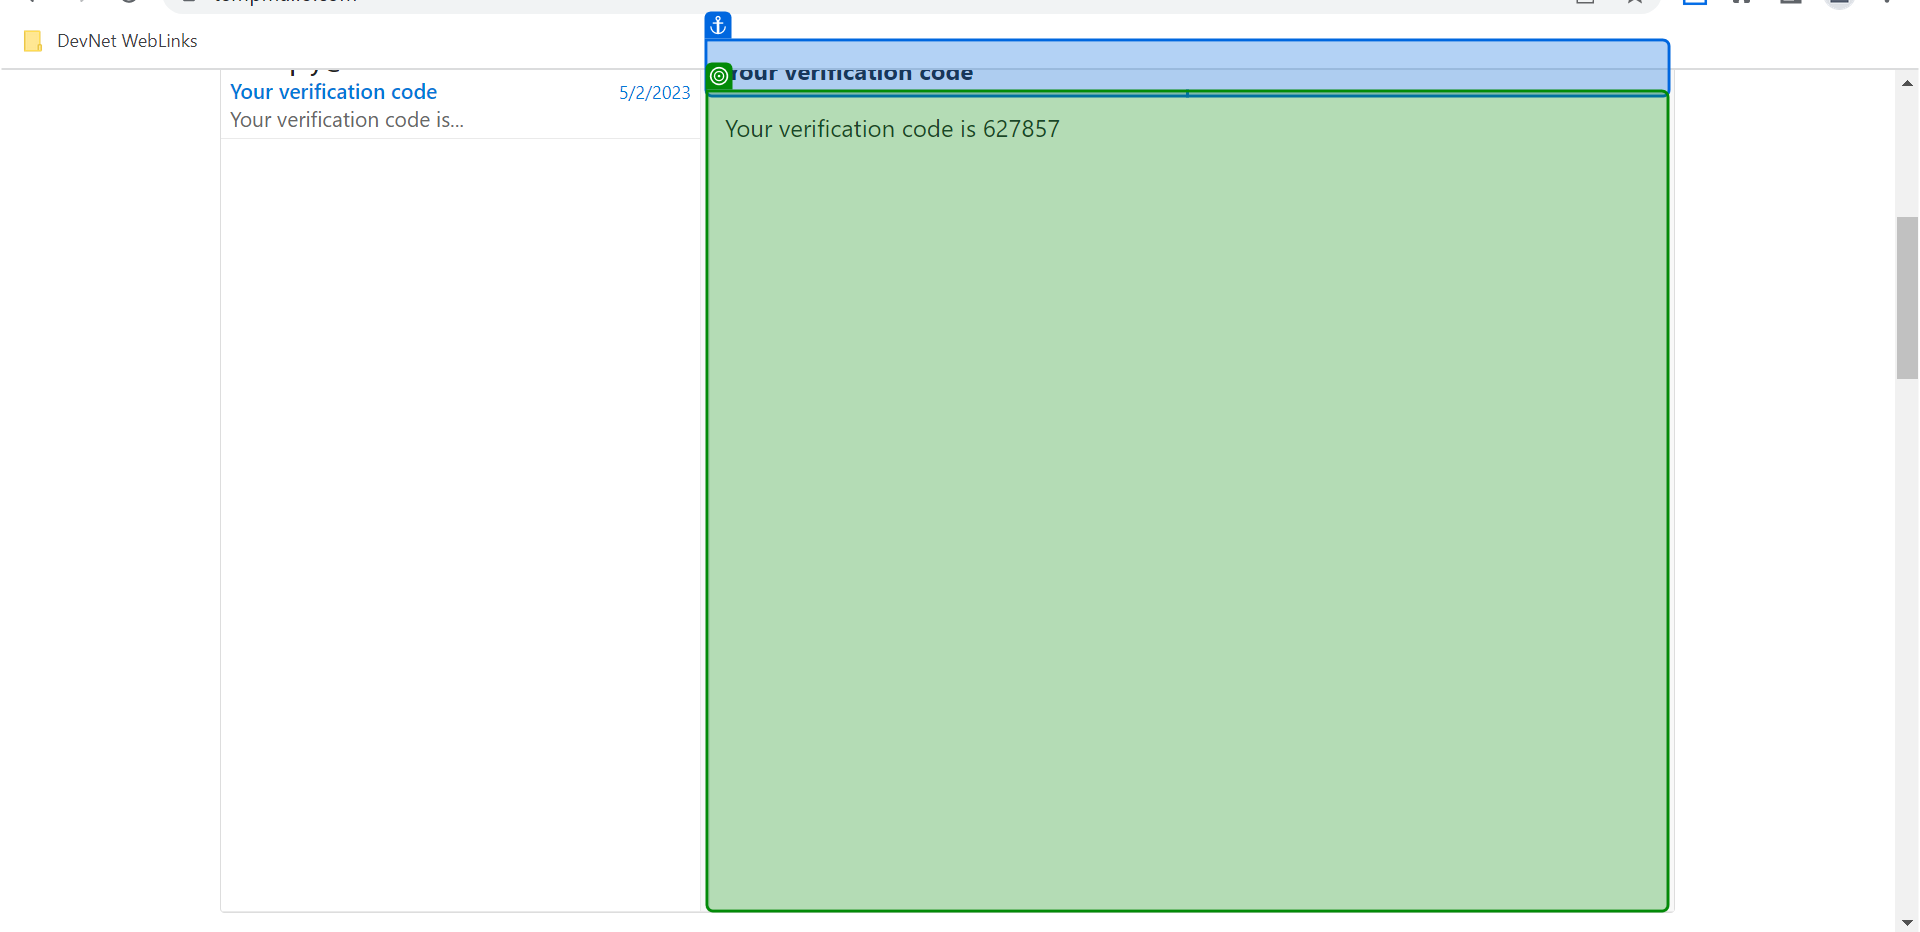 DevNet WebLinks
Your verification code
5/2/2023
Your verification code is...
Your verification code
Your verification code is 627857